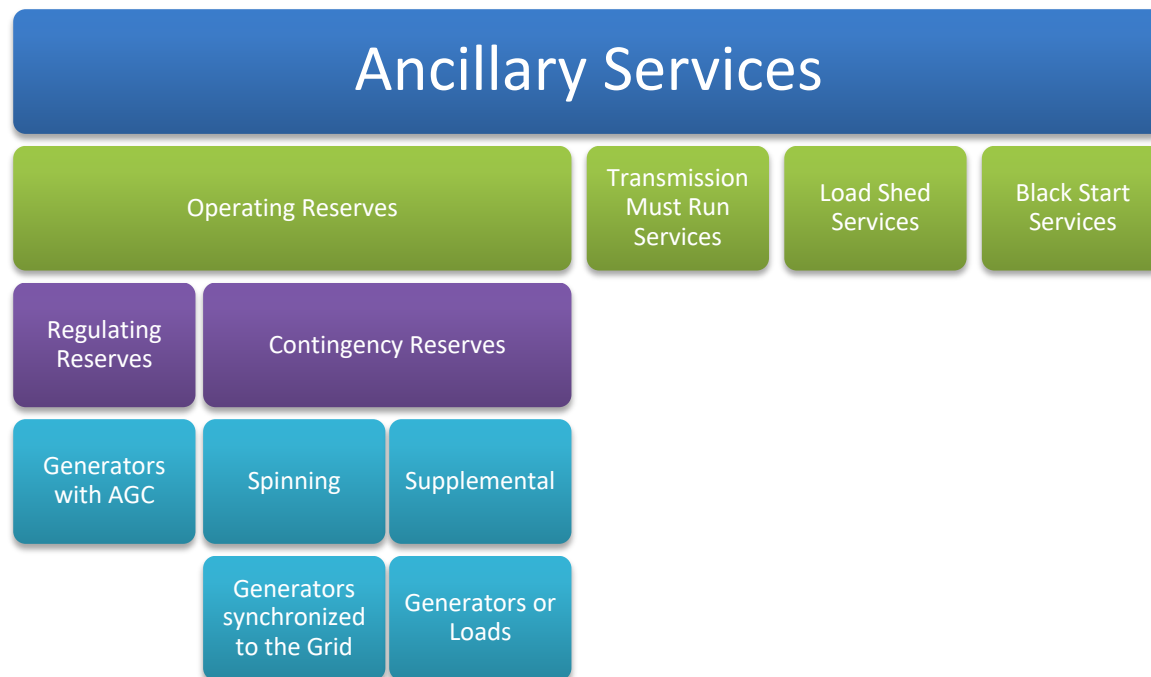 Ancillary Services
Operating Reserves
Transmission
Must Run
Services
Load Shed
Services
Black Start
Services
Regulating
Reserves
Contingency Reserves
Generators
with AGC
Spinning
Supplemental
Generators
synchronized
to the Grid
Generators or
Loads